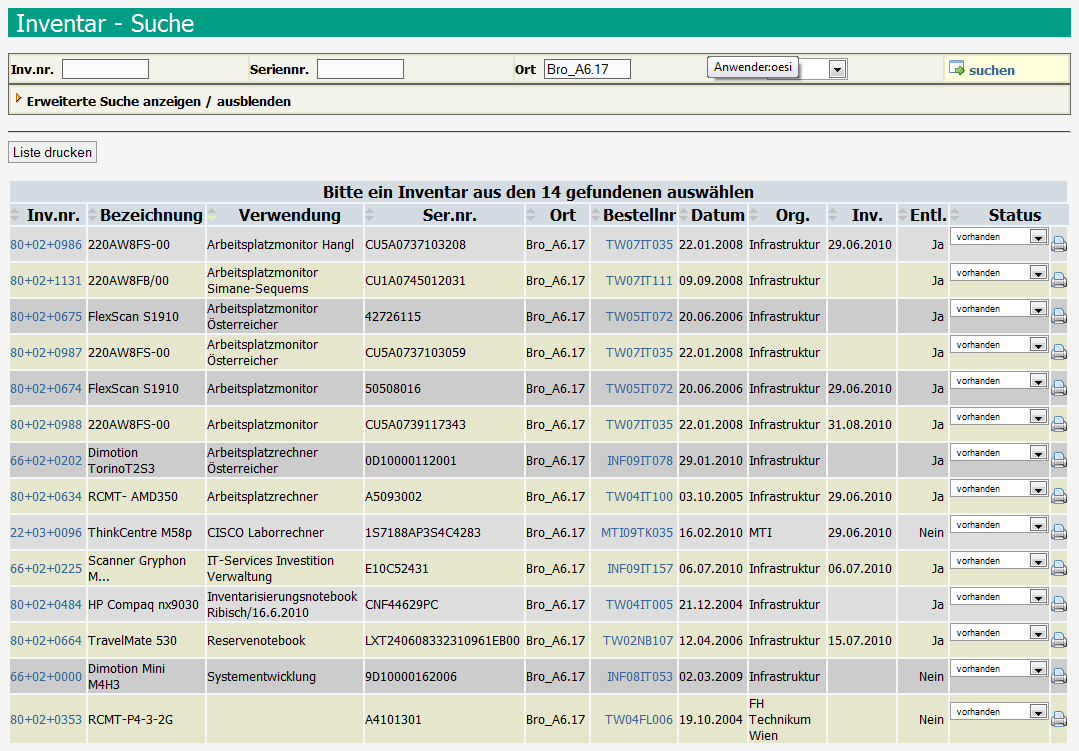 Inventar - Suche
Inv.nr. Seriennr. Ort Bro_A6.17 Anwender:oesi suchen
Erweiterte Suche anzeigen / ausblenden
Liste drucken
Bitte ein Inventar aus den 14 gefundenen auswählen
Inv.nr. Bezeichnung Verwendung Ser.nr. Ort Bestellnr Datum Org. Inv. Entl. Status
80+02+0986 220AW8FS-00 Arbeitsplatzmonitor Hangl CU5A0737103208 Bro_A6.17 TW07IT035 22.01.2008 Infrastruktur 29.06.2010 Ja vorhanden
80+02+1131 220AW8FB/00 Arbeitsplatzmonitor
Simane-Sequems CU1A0745012031 Bro_A6.17 TW07IT111 09.09.2008 Infrastruktur Ja vorhanden
80+02+0675 FlexScan S1910 Arbeitsplatzmonitor
Österreicher 42726115 Bro_A6.17 TW05IT072 20.06.2006 Infrastruktur Ja vorhanden
80+02+0987 220AW8FS-00 Arbeitsplatzmonitor
Österreicher CU5A0737103059 Bro_A6.17 TW07IT035 22.01.2008 Infrastruktur Ja vorhanden
80+02+0674 FlexScan S1910 Arbeitsplatzmonitor 50508016 Bro_A6.17 TW05IT072 20.06.2006 Infrastruktur 29.06.2010 Ja vorhanden
80+02+0988 220AW8FS-00 Arbeitsplatzmonitor CU5A0739117343 Bro_A6.17 TW07IT035 22.01.2008 Infrastruktur 31.08.2010 Ja vorhanden
66+02+0202 Dimotion
TorinoT2S3 Arbeitsplatzrechner
Österreicher 0D10000112001 Bro_A6.17 INF09IT078 29.01.2010 Infrastruktur Ja vorhanden
80+02+0634 RCMT- AMD350 Arbeitsplatzrechner A5093002 Bro_A6.17 TW04IT100 03.10.2005 Infrastruktur 29.06.2010 Ja vorhanden
22+03+0096 ThinkCentre M58p CISCO Laborrechner 1S7188AP3S4C4283 Bro_A6.17 MTI09TK035 16.02.2010 MTI 29.06.2010 Nein vorhanden
66+02+0225 Scanner Gryphon
M... IT-Services Investition
Verwaltung E10C52431 Bro_A6.17 INF09IT157 06.07.2010 Infrastruktur 06.07.2010 Ja vorhanden
80+02+0484 HP Compaq nx9030 Inventarisierungsnotebook
Ribisch/16.6.2010 CNF44629PC Bro_A6.17 TW04IT005 21.12.2004 Infrastruktur Ja vorhanden
80+02+0664 TravelMate 530 Reservenotebook LXT240608332310961EB00 Bro_A6.17 TW02NB107 12.04.2006 Infrastruktur 15.07.2010 Ja vorhanden
66+02+0000 Dimotion Mini
M4H3 Systementwicklung 9D10000162006 Bro_A6.17 INF08IT053 02.03.2009 Infrastruktur Nein vorhanden
80+02+0353 RCMT-P4-3-2G A4101301 Bro_A6.17 TW04FL006 19.10.2004 FH
Technikum
Wien Nein vorhanden